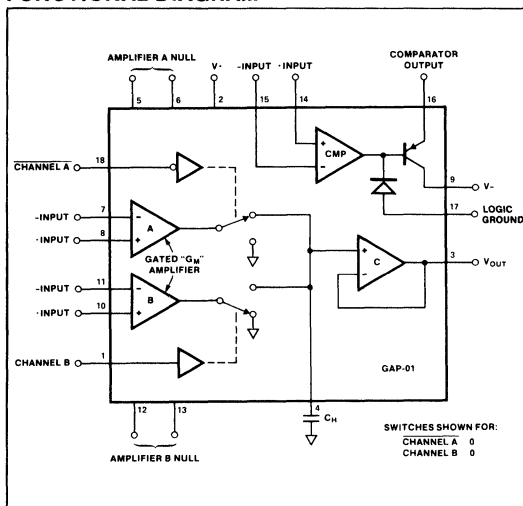 FUNCTIONAL DIAGRAM
AMPLIFIER A NULL
V+
-INPUT
+INPUT
COMPARATOR
OUTPUT
5
6
2
15
14
16
CHANNEL A
18
CMP
+
-
9
V-
17
LOGIC
GROUND
-INPUT
7
-
A
+INPUT
8
+
GATED "GM"
AMPLIFIER
-INPUT
11
-
B
+INPUT
10
+
+
C
-
3
VOUT
CHANNEL B
1
GAP-01
12
13
4
CH
AMPLIFIER B NULL
SWITCHES SHOWN FOR:
CHANNEL A 0
CHANNEL B 0